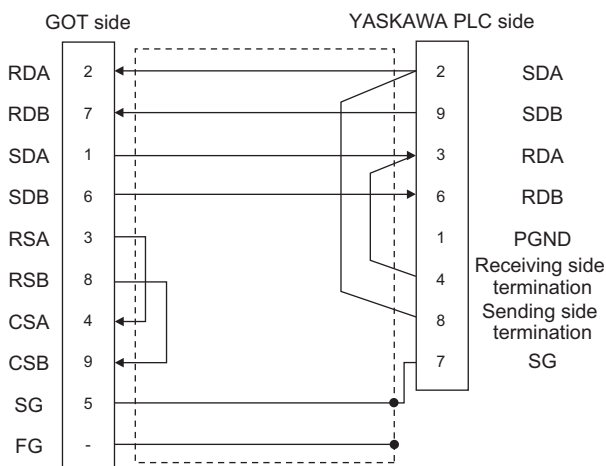 GOT side YASKAWA PLC side
RDA 2 2 SDA
RDB 7 9 SDB
SDA 1 3 RDA
SDB 6 6 RDB
RSA 3 1 PGND
RSB 8 4 Receiving side
termination
CSA 4 8 Sending side
termination
CSB 9 7 SG
SG 5
FG -